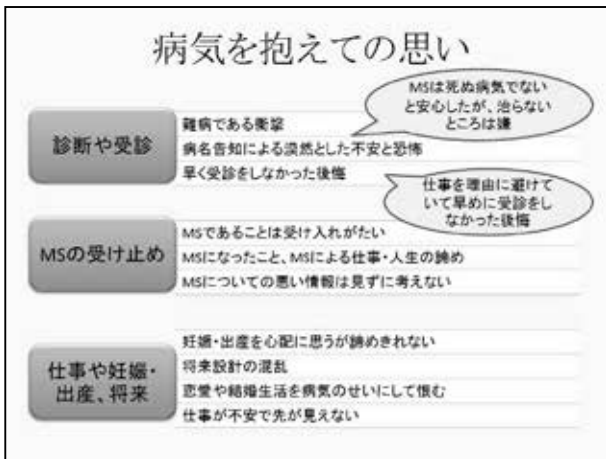 病気を抱えての思い
MSは死ぬ病気でない
と安心したが、治らない
ところは嫌
診断や受診
難病である衝撃
病名告知による漠然とした不安と恐怖
早く受診をしなかった後悔
仕事を理由に避けて
いて早めに受診をし
なかった後悔
MSの受け止め
MSであることは受け入れがたい
MSになったこと、MSによる仕事・人生の諦め
MSについての悪い情報は見ずに考えない
仕事や妊娠・
出産、将来
妊娠・出産を心配に思うが諦めきれない
将来設計の混乱
恋愛や結婚生活を病気のせいにして恨む
仕事が不安で先が見えない